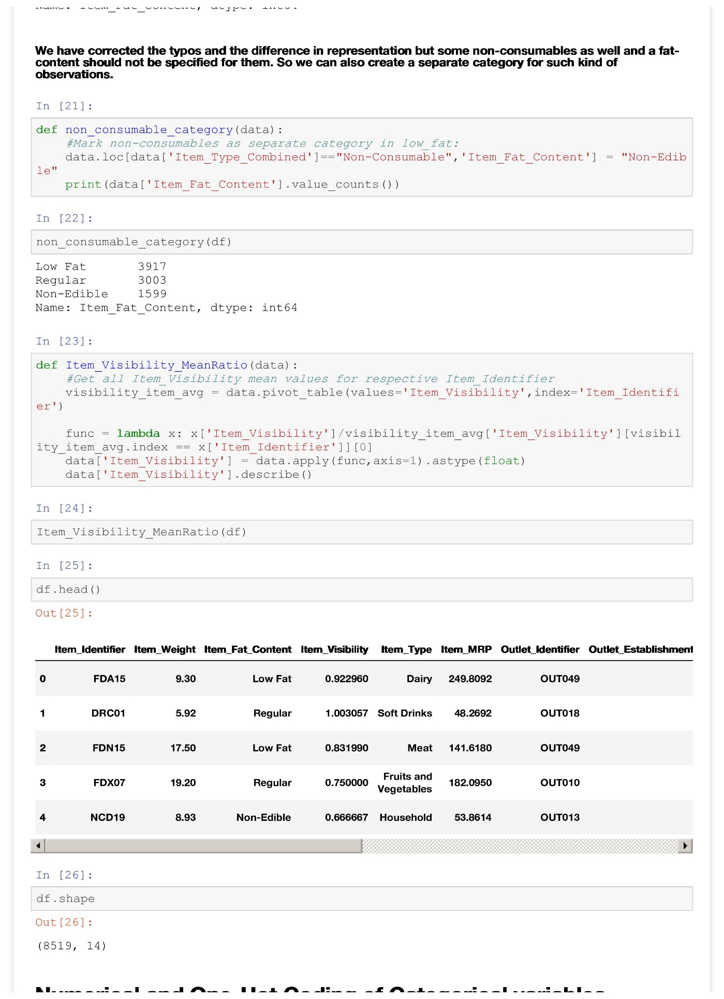 Name: Item_Fat_Content, dtype: int64
We have corrected the typos and the difference in representation but some non-consumables as well and a fat-
content should not be specified for them. So we can also create a separate category for such kind of
observations.
In [21]:
def non_consumable_category(data):
    #Mark non-consumables as separate category in low_fat:
    data.loc[data['Item_Type_Combined']=="Non-Consumable",'Item_Fat_Content'] = "Non-Edib
le"
    print(data['Item_Fat_Content'].value_counts())
In [22]:
non_consumable_category(df)
Low Fat       3917
Regular       3003
Non-Edible    1599
Name: Item_Fat_Content, dtype: int64
In [23]:
def Item_Visibility_MeanRatio(data):
    #Get all Item_Visibility mean values for respective Item_Identifier
    visibility_item_avg = data.pivot_table(values='Item_Visibility',index='Item_Identifi
er')
    func = lambda x: x['Item_Visibility']/visibility_item_avg['Item_Visibility'][visibil
ity_item_avg.index == x['Item_Identifier']][0]
    data['Item_Visibility'] = data.apply(func,axis=1).astype(float)
    data['Item_Visibility'].describe()
In [24]:
Item_Visibility_MeanRatio(df)
In [25]:
df.head()
Out[25]:
Item_Identifier Item_Weight Item_Fat_Content Item_Visibility Item_Type Item_MRP Outlet_Identifier Outlet_Establishment
0 FDA15 9.30 Low Fat 0.922960 Dairy 249.8092 OUT049
1 DRC01 5.92 Regular 1.003057 Soft Drinks 48.2692 OUT018
2 FDN15 17.50 Low Fat 0.831990 Meat 141.6180 OUT049
3 FDX07 19.20 Regular 0.750000 Fruits and Vegetables 182.0950 OUT010
4 NCD19 8.93 Non-Edible 0.666667 Household 53.8614 OUT013
In [26]:
df.shape
Out[26]:
(8519, 14)
Numerical and One-Hot Coding of Categorical variables